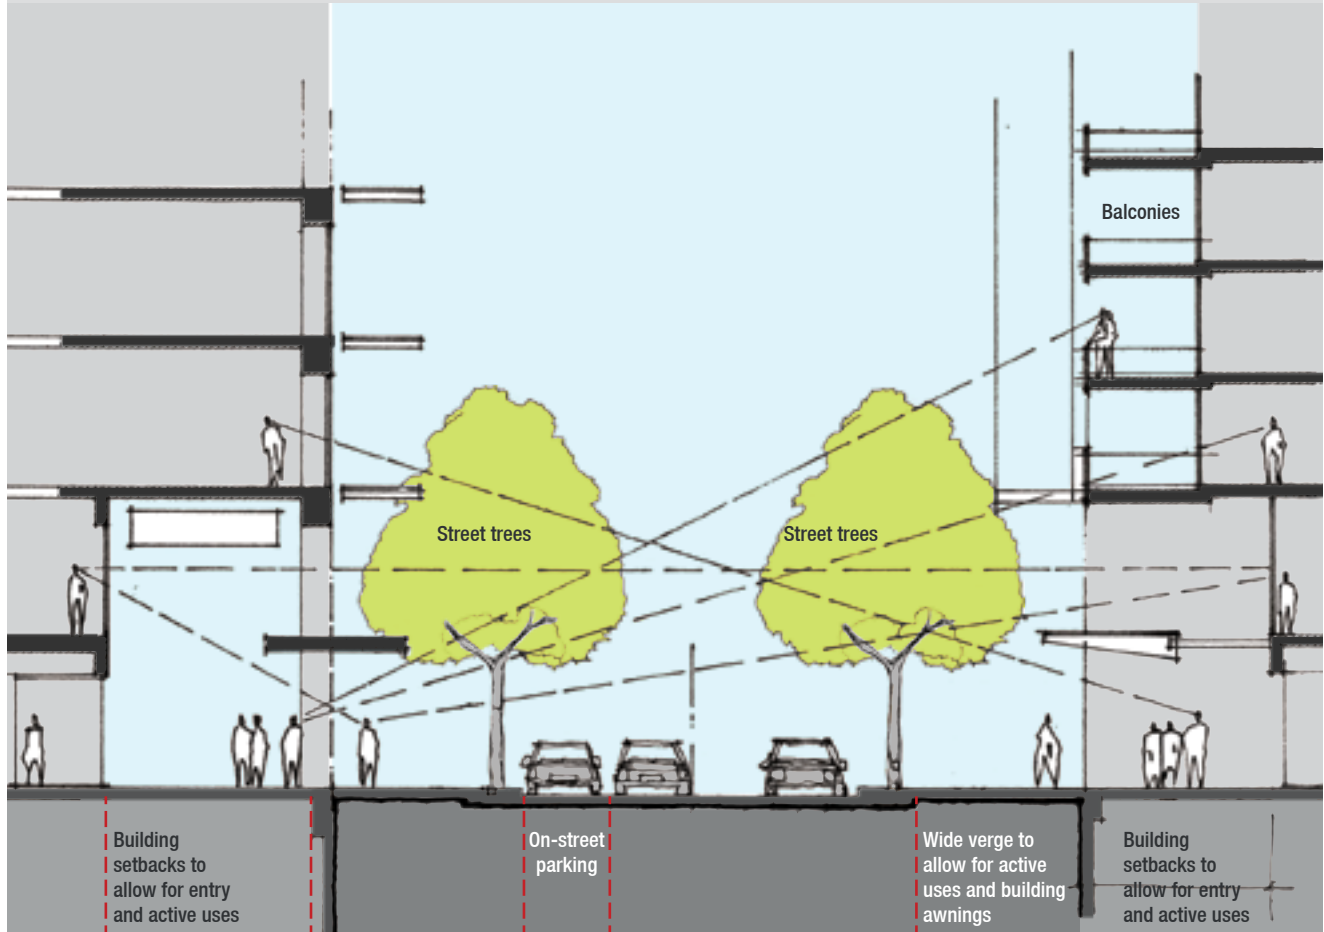 Balconies
Street trees
Street trees
Building
setbacks to
allow for entry
and active uses
On-street
parking
Wide verge to
allow for active
uses and building
awnings
Building
setbacks to
allow for entry
and active uses